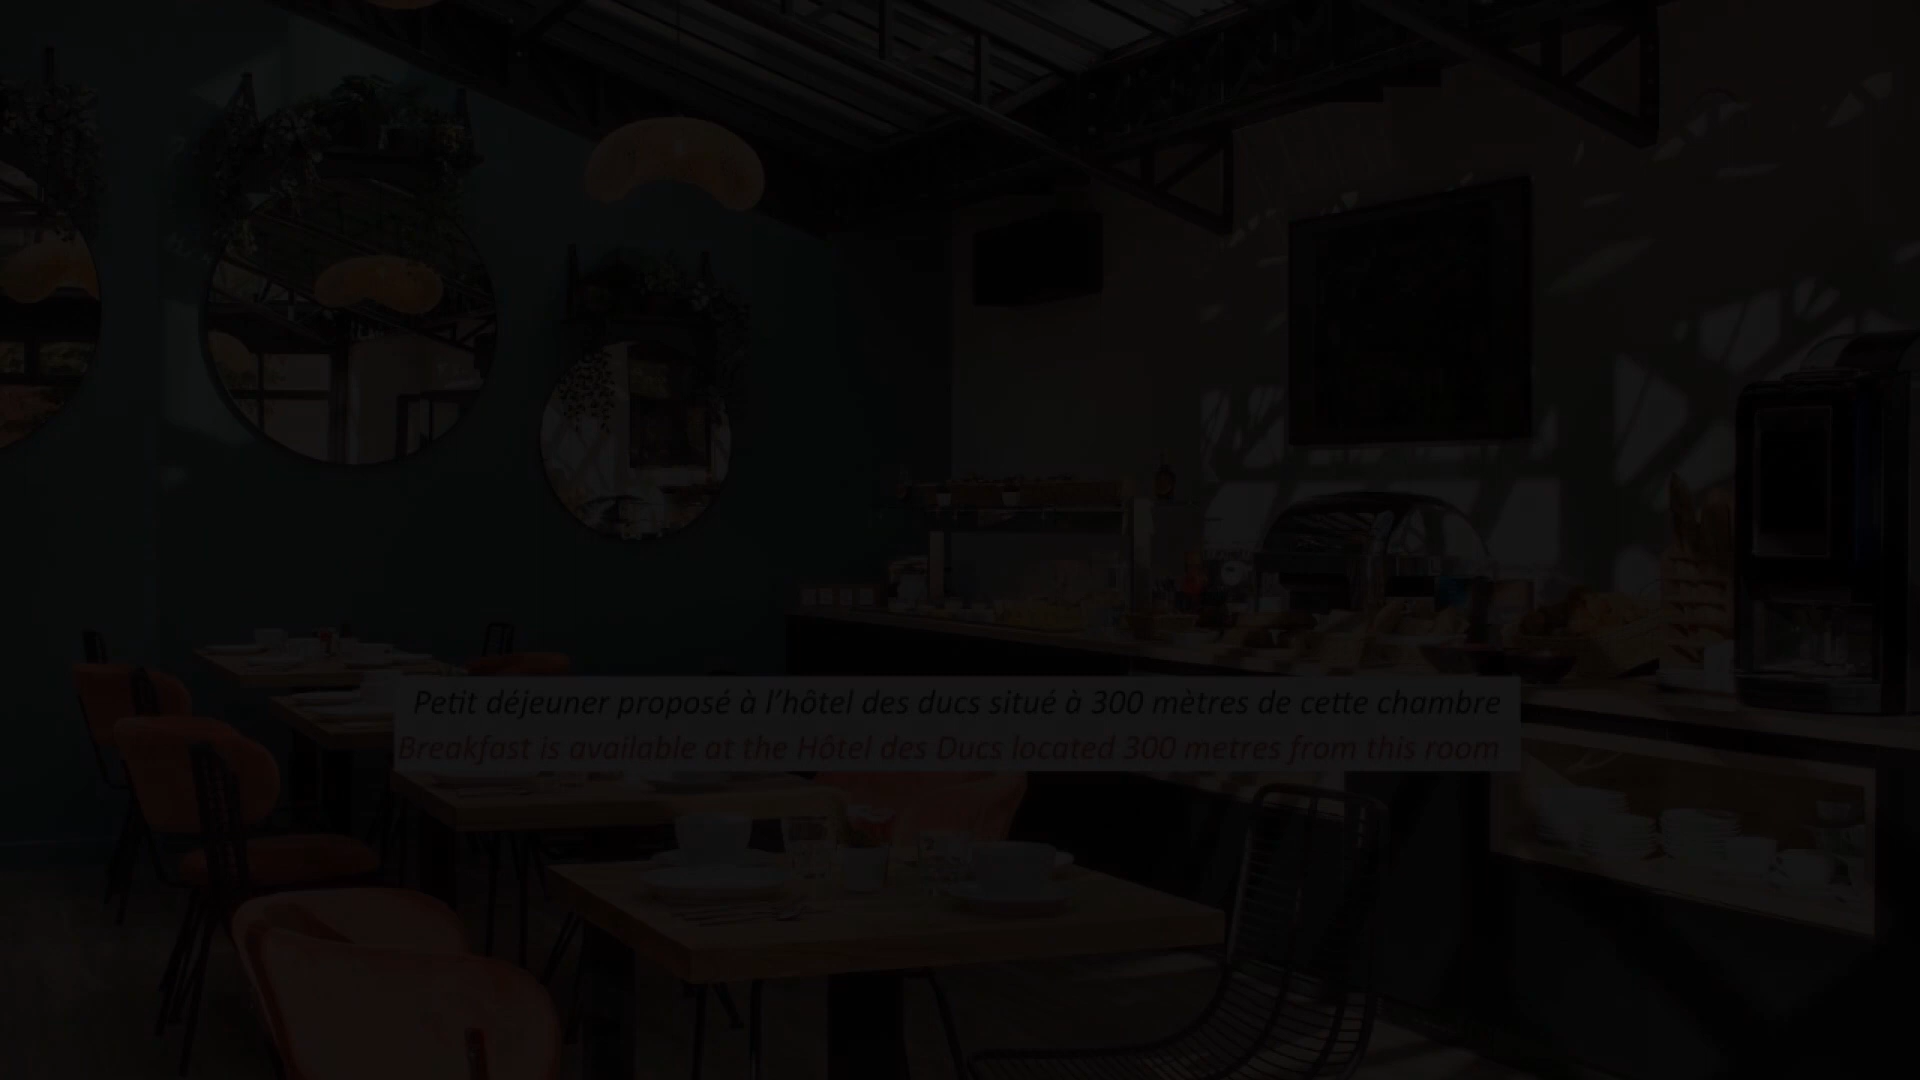 Petit déjeuner proposé à l’hôtel des ducs situé à 300 mètres de cette chambre
Breakfast is available at the Hôtel des Ducs located 300 metres from this room